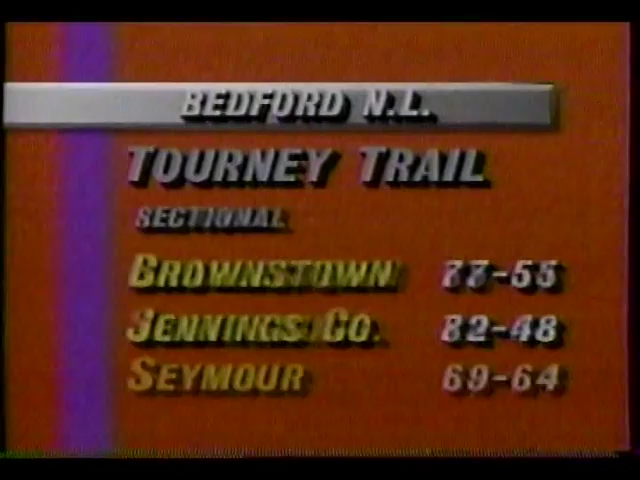 BEDFORD N.L.
TOURNEY TRAIL
SECTIONAL
BROWNSTOWN 77-55
JENNINGS CO. 82-48
SEYMOUR 69-64